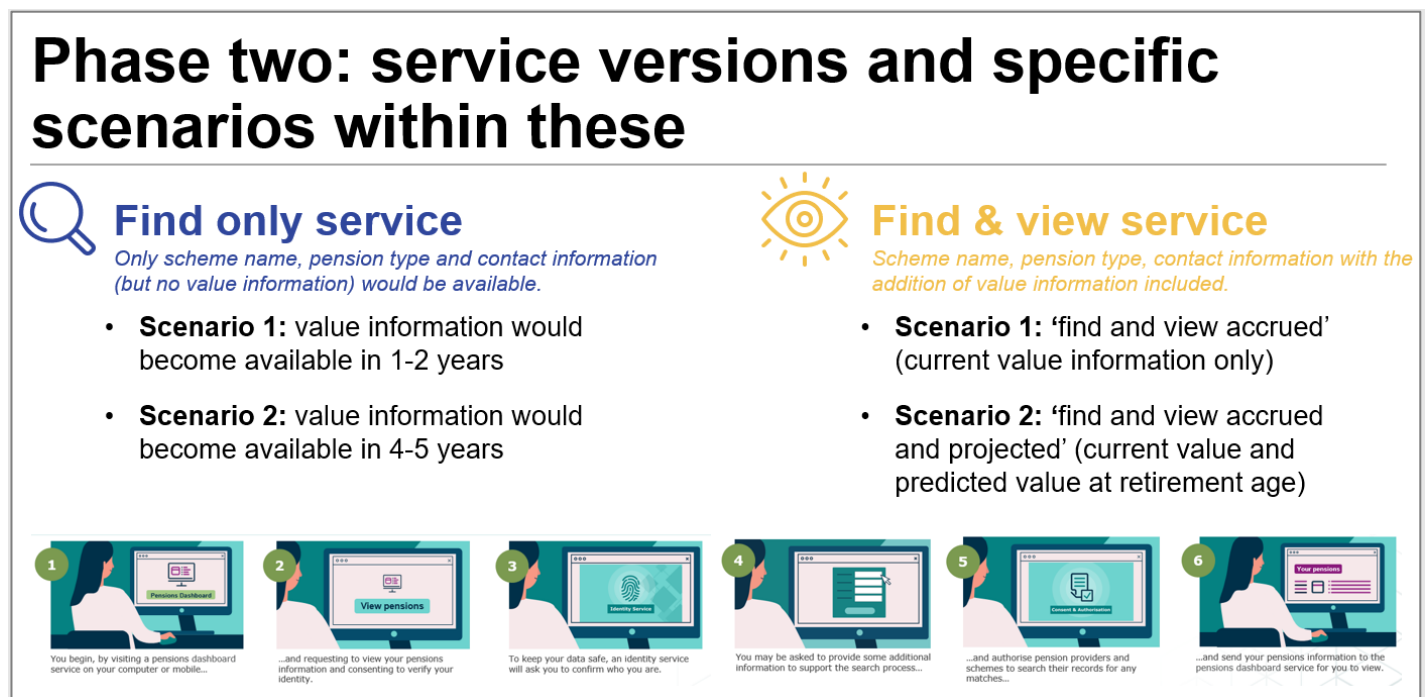 Phase two: service versions and specific
scenarios within these
Find only service
Only scheme name, pension type and contact information
(but no value information) would be available.
• Scenario 1: value information would
become available in 1-2 years
• Scenario 2: value information would
become available in 4-5 years
Find & view service
Scheme name, pension type, contact information with the
addition of value information included.
• Scenario 1: ‘find and view accrued’
(current value information only)
• Scenario 2: ‘find and view accrued
and projected’ (current value and
predicted value at retirement age)
1
Pensions Dashboard
You begin, by visiting a pensions dashboard
service on your computer or mobile...
2
View pensions
...and requesting to view your pensions
information and consenting to verify your
identity.
3
Identity Service
To keep your data safe, an identity service
will ask you to confirm who you are.
4
You may be asked to provide some additional
information to support the search process...
5
Consent & Authorisation
...and authorise pension providers and
schemes to search their records for any
matches...
6
Your pensions
...and send your pensions information to the
pensions dashboard service for you to view.